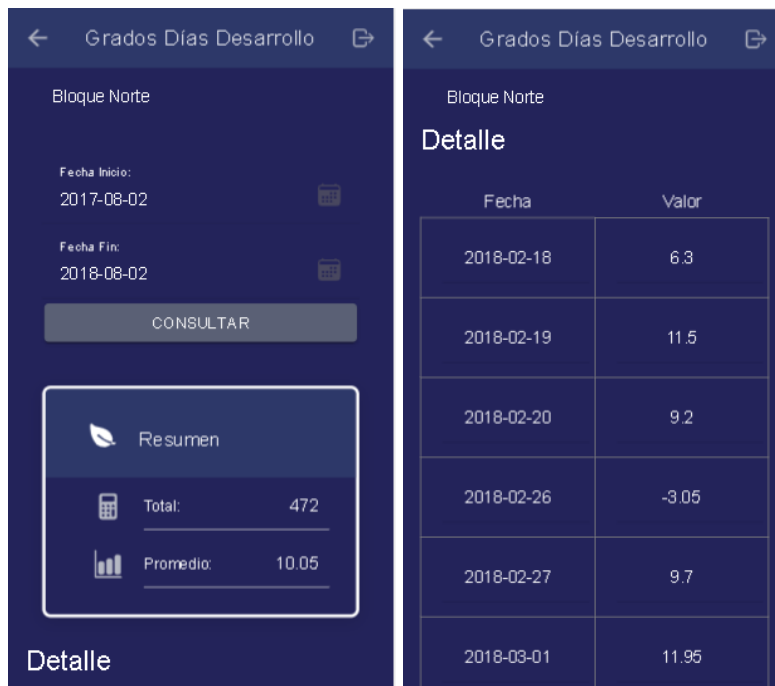 Grados Días Desarrollo
Bloque Norte
Fecha Inicio:
2017-08-02
Fecha Fin:
2018-08-02
CONSULTAR
Resumen
Total: 472
Promedio: 10.05
Detalle
Grados Días Desarrollo
Bloque Norte
Detalle
Fecha Valor
2018-02-18 6.3
2018-02-19 11.5
2018-02-20 9.2
2018-02-26 -3.05
2018-02-27 9.7
2018-03-01 11.95